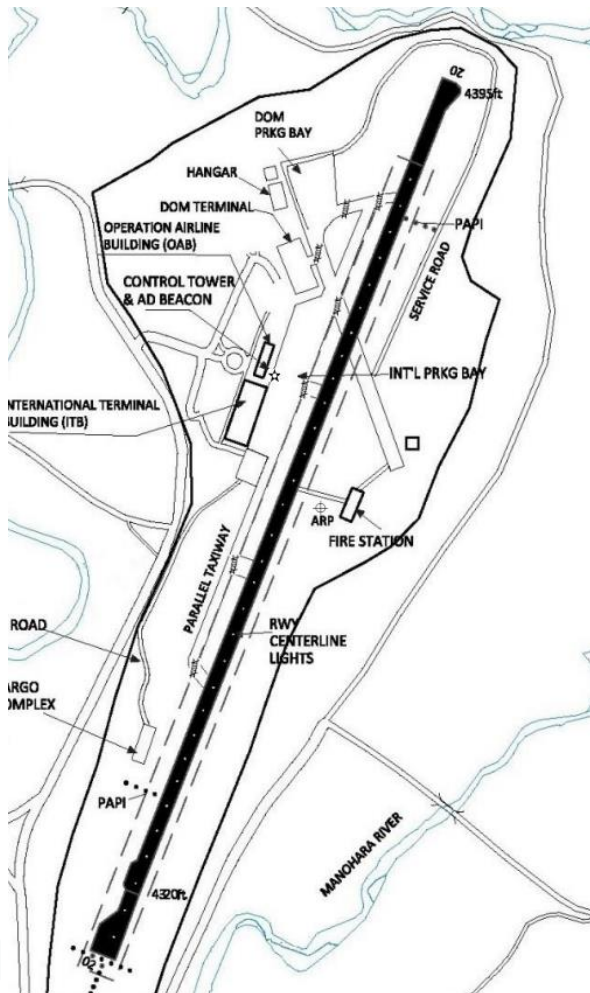 20
4395ft
DOM
PRKG BAY
HANGAR
DOM TERMINAL
OPERATION AIRLINE
BUILDING (OAB)
PAPI
SERVICE ROAD
CONTROL TOWER
& AD BEACON
INT'L PRKG BAY
NTERNATIONAL TERMINAL
UILDING (ITB)
ARP
FIRE STATION
PARALLEL TAXIWAY
RWY
CENTERLINE
LIGHTS
ROAD
ARGO
OMPLEX
PAPI
MANOHARA RIVER
4320ft.
02